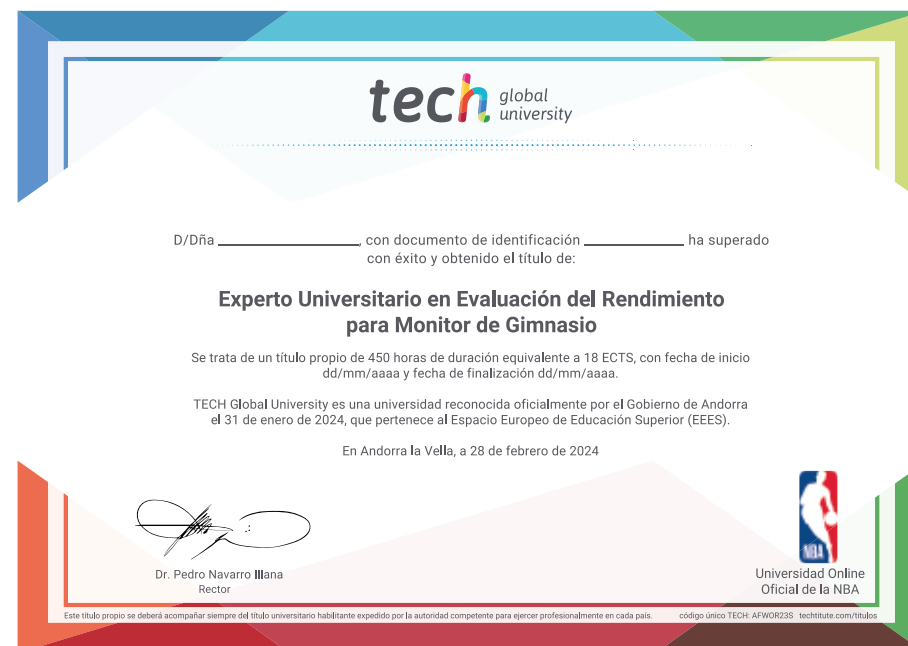 tech global university
D/Dña ____________________, con documento de identificación ______________ ha superado
con éxito y obtenido el título de:
Experto Universitario en Evaluación del Rendimiento
para Monitor de Gimnasio
Se trata de un título propio de 450 horas de duración equivalente a 18 ECTS, con fecha de inicio
dd/mm/aaaa y fecha de finalización dd/mm/aaaa.
TECH Global University es una universidad reconocida oficialmente por el Gobierno de Andorra
el 31 de enero de 2024, que pertenece al Espacio Europeo de Educación Superior (EEES).
En Andorra la Vella, a 28 de febrero de 2024
NBA
Dr. Pedro Navarro Illana
Rector
Universidad Online
Oficial de la NBA
Este título propio se deberá acompañar siempre del título universitario habilitante expedido por la autoridad competente para ejercer profesionalmente en cada país. código único TECH: AFWOR23S techtitute.com/titulos